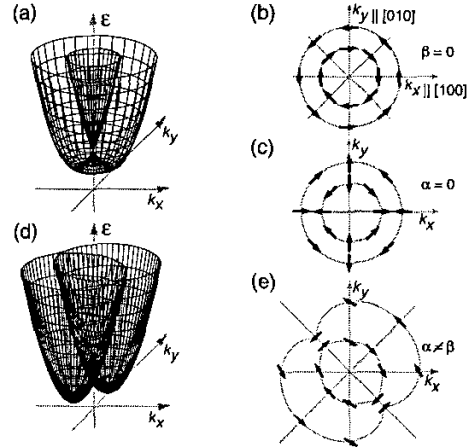 (a)
ε
k_y
k_x
(b)
k_y || [010]
β = 0
k_x || [100]
(c)
k_y
α = 0
k_x
(d)
ε
k_y
k_x
(e)
k_y
α ≠ β
k_x